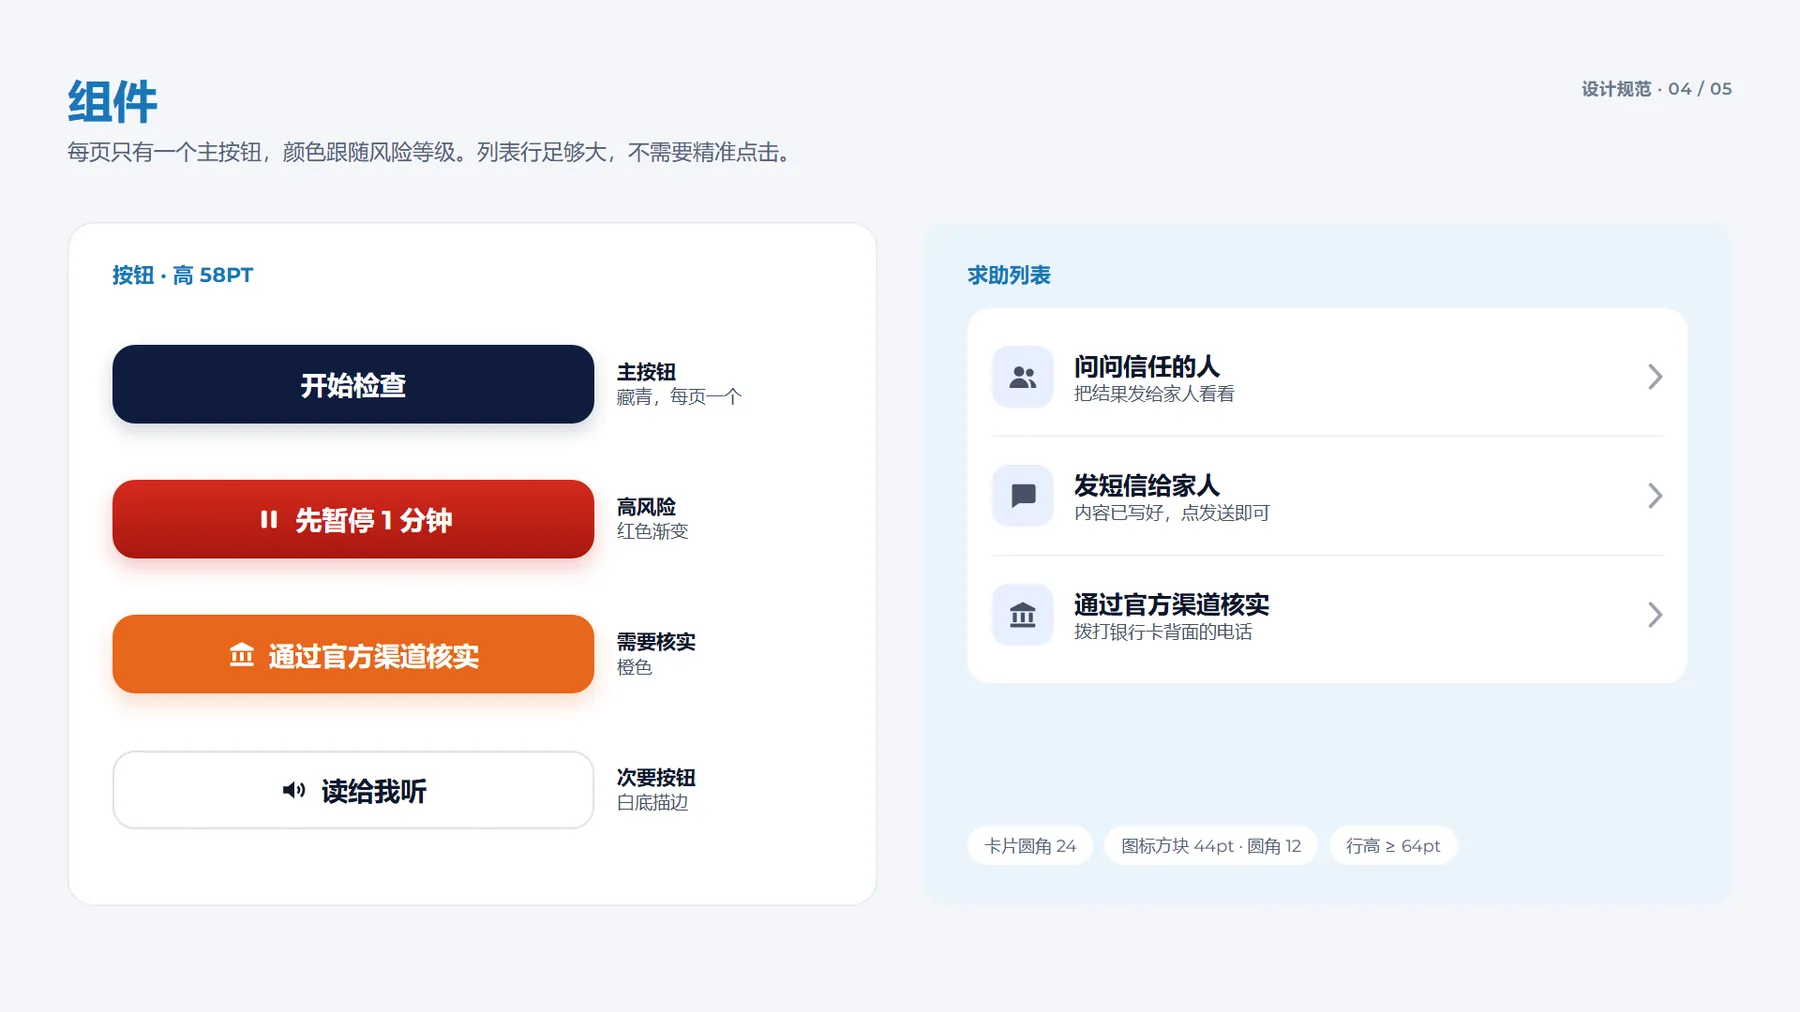 组件
设计规范 · 04 / 05
每页只有一个主按钮，颜色跟随风险等级。列表行足够大，不需要精准点击。
按钮 · 高 58PT
开始检查
主按钮
藏青，每页一个
先暂停 1 分钟
高风险
红色渐变
通过官方渠道核实
需要核实
橙色
读给我听
次要按钮
白底描边
求助列表
问问信任的人
把结果发给家人看看
发短信给家人
内容已写好，点发送即可
通过官方渠道核实
拨打银行卡背面的电话
卡片圆角 24
图标方块 44pt · 圆角 12
行高 ≥ 64pt